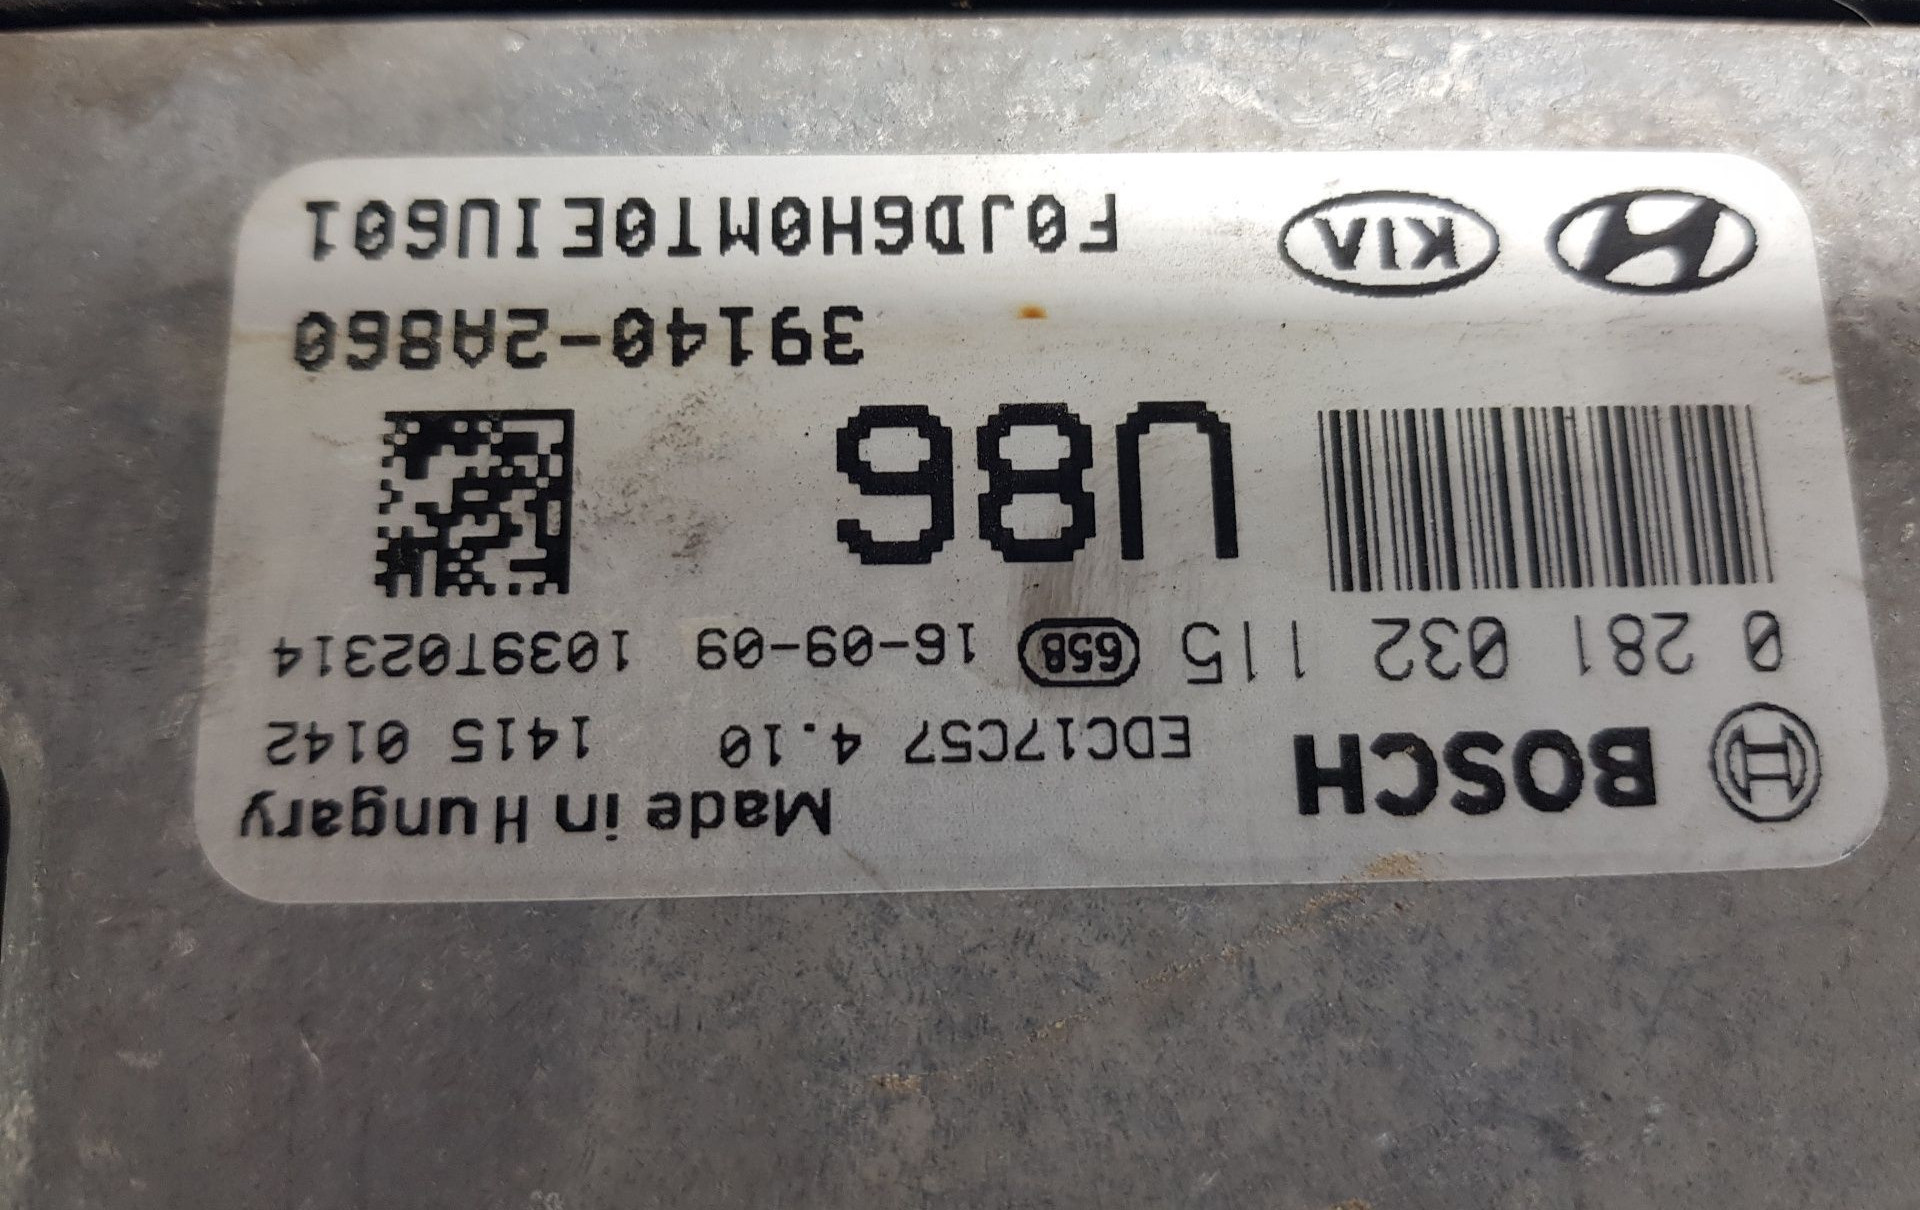 BOSCH
Made in Hungary
EDC17C57 4.10 1415 0142
0 281 032 115 65B 16-09-09 1039T02314
U86
39140-2A860
KIA F0JD6H0MT0EIU601